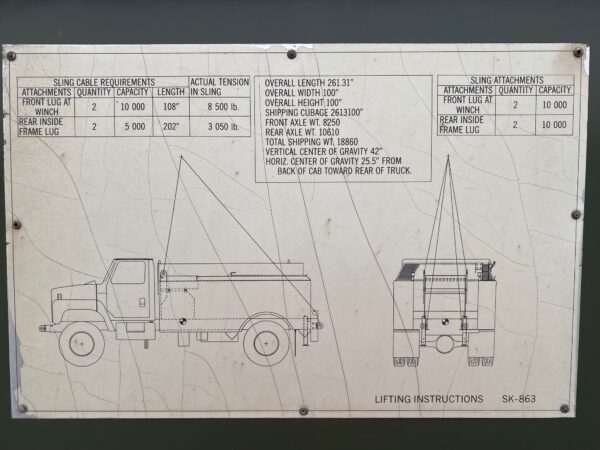 SLING CABLE REQUIREMENTS ACTUAL TENSION IN SLING
ATTACHMENTS QUANTITY CAPACITY LENGTH
FRONT LUG AT WINCH 2 10 000 108" 8 500 lb.
REAR INSIDE FRAME LUG 2 5 000 202" 3 050 lb.
OVERALL LENGTH 261.31"
OVERALL WIDTH 100"
OVERALL HEIGHT 100"
SHIPPING CUBAGE 2613100"
FRONT AXLE WT. 8250
REAR AXLE WT. 10610
TOTAL SHIPPING WT. 18860
VERTICAL CENTER OF GRAVITY 42"
HORIZ. CENTER OF GRAVITY 25.5" FROM
BACK OF CAB TOWARD REAR OF TRUCK.
SLING ATTACHMENTS
ATTACHMENTS QUANTITY CAPACITY
FRONT LUG AT WINCH 2 10 000
REAR INSIDE FRAME LUG 2 10 000
LIFTING INSTRUCTIONS SK-863